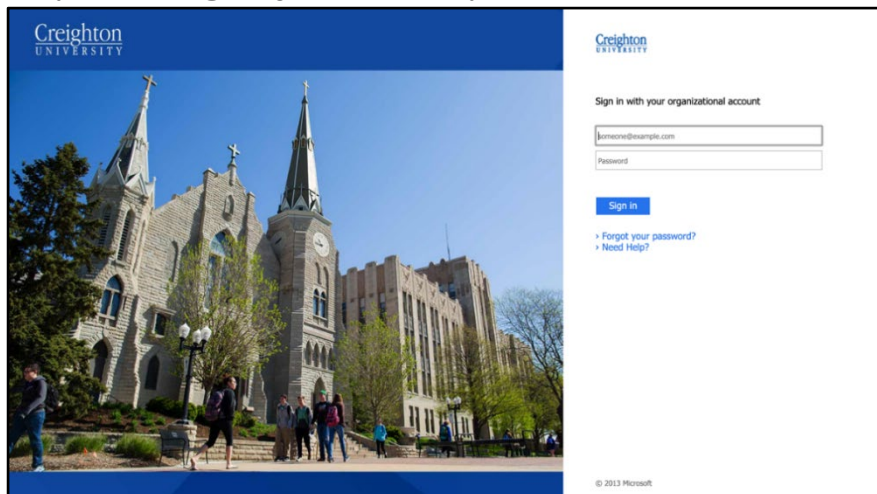 Creighton
UNIVERSITY
Creighton
UNIVERSITY
Sign in with your organizational account
someone@example.com
Password
Sign in
› Forgot your password?
› Need Help?
© 2013 Microsoft